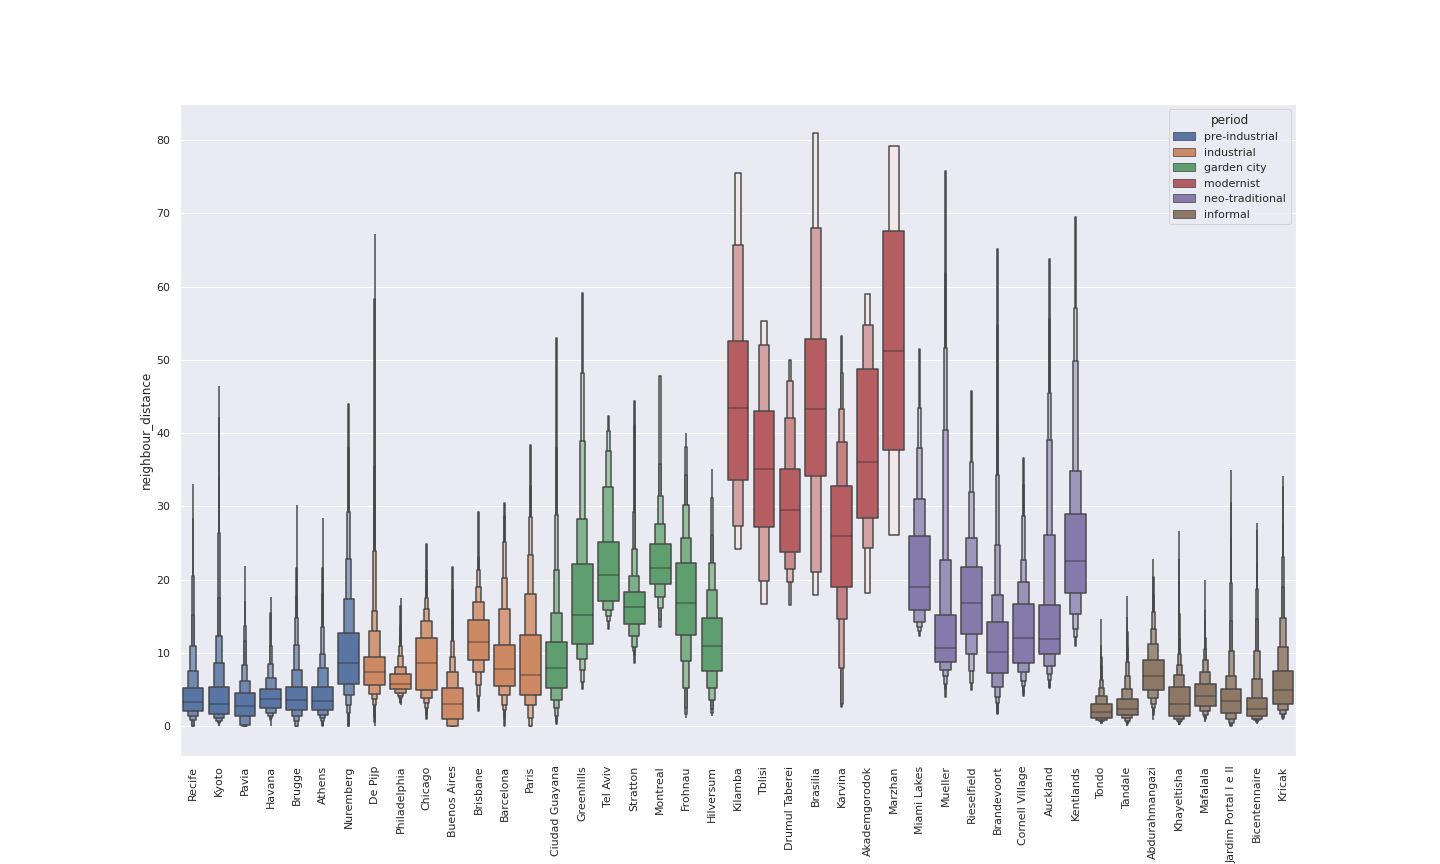 neighbour_distance
80
70
60
50
40
30
20
10
0
period
pre-industrial
industrial
garden city
modernist
neo-traditional
informal
Recife
Kyoto
Pavia
Havana
Brugge
Athens
Nuremberg
De Pijp
Philadelphia
Chicago
Buenos Aires
Brisbane
Barcelona
Paris
Ciudad Guayana
Greenhills
Tel Aviv
Stratton
Montreal
Frohnau
Hilversum
Kilamba
Tblisi
Drumul Taberei
Brasilia
Karvina
Akademgorodok
Marzhan
Miami Lakes
Mueller
Rieselfield
Brandevoort
Cornell Village
Auckland
Kentlands
Tondo
Tandale
Abdurahmangazi
Khayeltisha
Mafalala
Jardim Portal I e II
Bicentennaire
Kricak